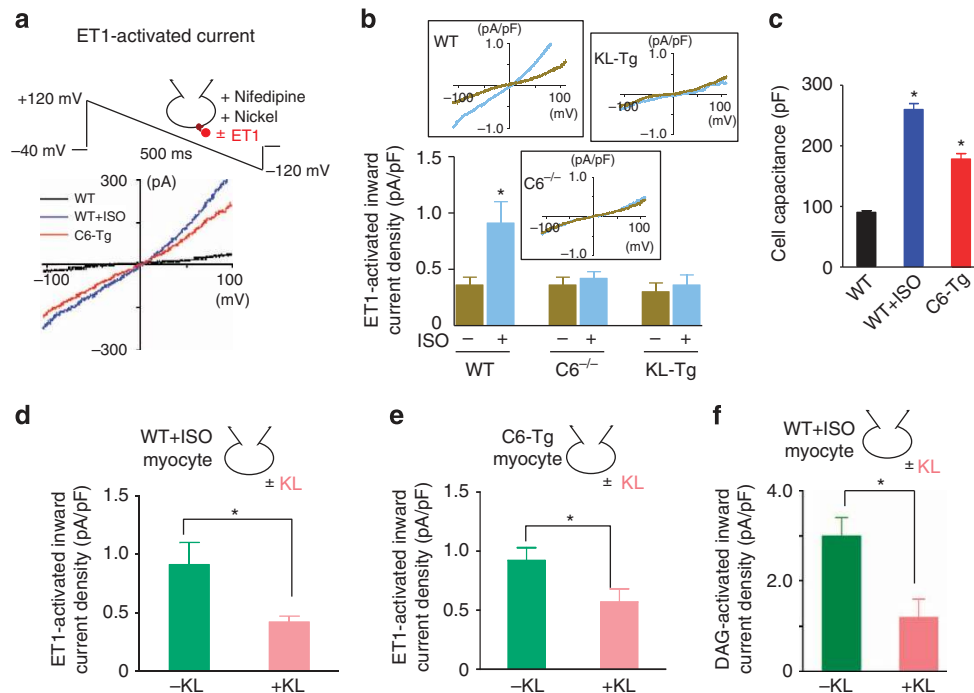 a
ET1-activated current
+120 mV
–40 mV
500 ms
–120 mV
+ Nifedipine
+ Nickel
± ET1
300
(pA)
WT
WT+ISO
C6-Tg
–100
100
(mV)
–300
b
WT
(pA/pF)
1.0
–100
100
(mV)
–1.0
KL-Tg
(pA/pF)
1.0
–100
100
(mV)
–1.0
C6–/–
(pA/pF)
1.0
–100
100
(mV)
–1.0
ET1-activated inward
current density (pA/pF)
1.5
1.0
0.5
0
*
ISO
– + – + – +
WT C6–/– KL-Tg
c
Cell capacitance (pF)
300
200
100
0
*
*
WT
WT+ISO
C6-Tg
d
WT+ISO
myocyte
± KL
ET1-activated inward
current density (pA/pF)
1.5
1.0
0.5
0
*
–KL +KL
e
C6-Tg
myocyte
± KL
ET1-activated inward
current density (pA/pF)
1.5
1.0
0.5
0
*
–KL +KL
f
WT+ISO
myocyte
± KL
DAG-activated inward
current density (pA/pF)
4.0
3.0
2.0
1.0
0
*
–KL +KL